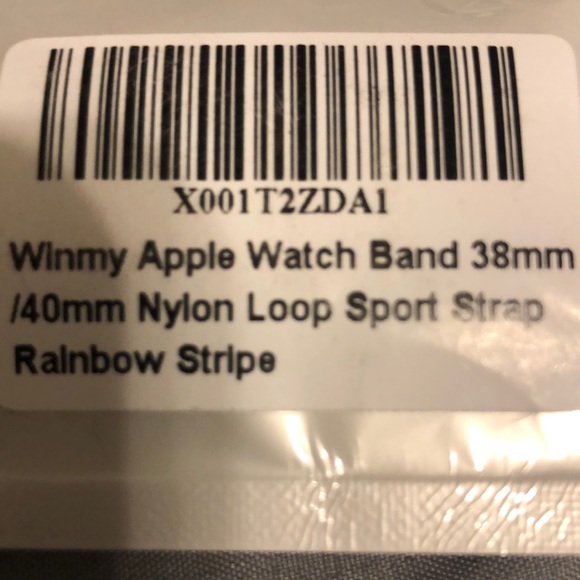 X001T2ZDA1
Winmy Apple Watch Band 38mm
/40mm Nylon Loop Sport Strap
Rainbow Stripe